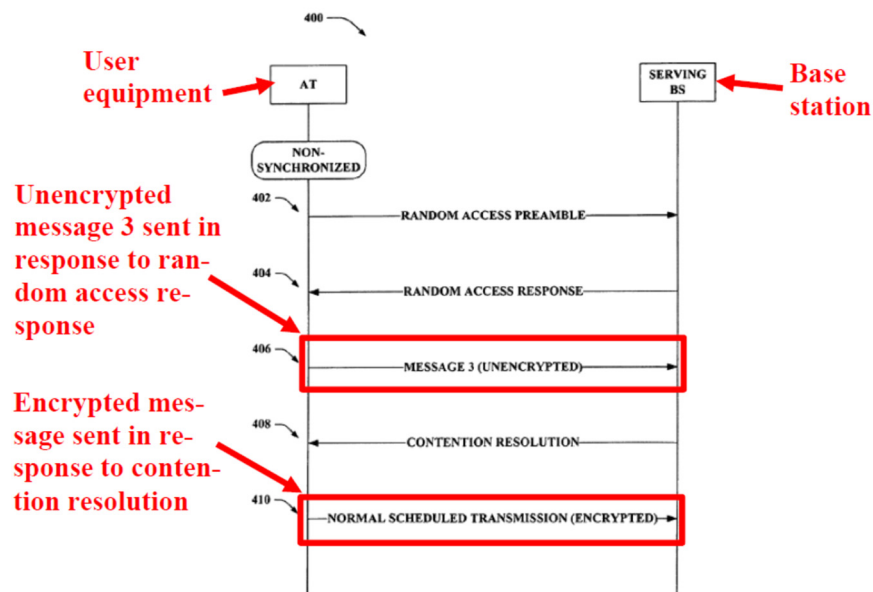 400
User
equipment
AT
SERVING
BS
Base
station
NON-
SYNCHRONIZED
Unencrypted
message 3 sent in
response to ran-
dom access re-
sponse
402
RANDOM ACCESS PREAMBLE
404
RANDOM ACCESS RESPONSE
406
MESSAGE 3 (UNENCRYPTED)
Encrypted mes-
sage sent in re-
sponse to conten-
tion resolution
408
CONTENTION RESOLUTION
410
NORMAL SCHEDULED TRANSMISSION (ENCRYPTED)